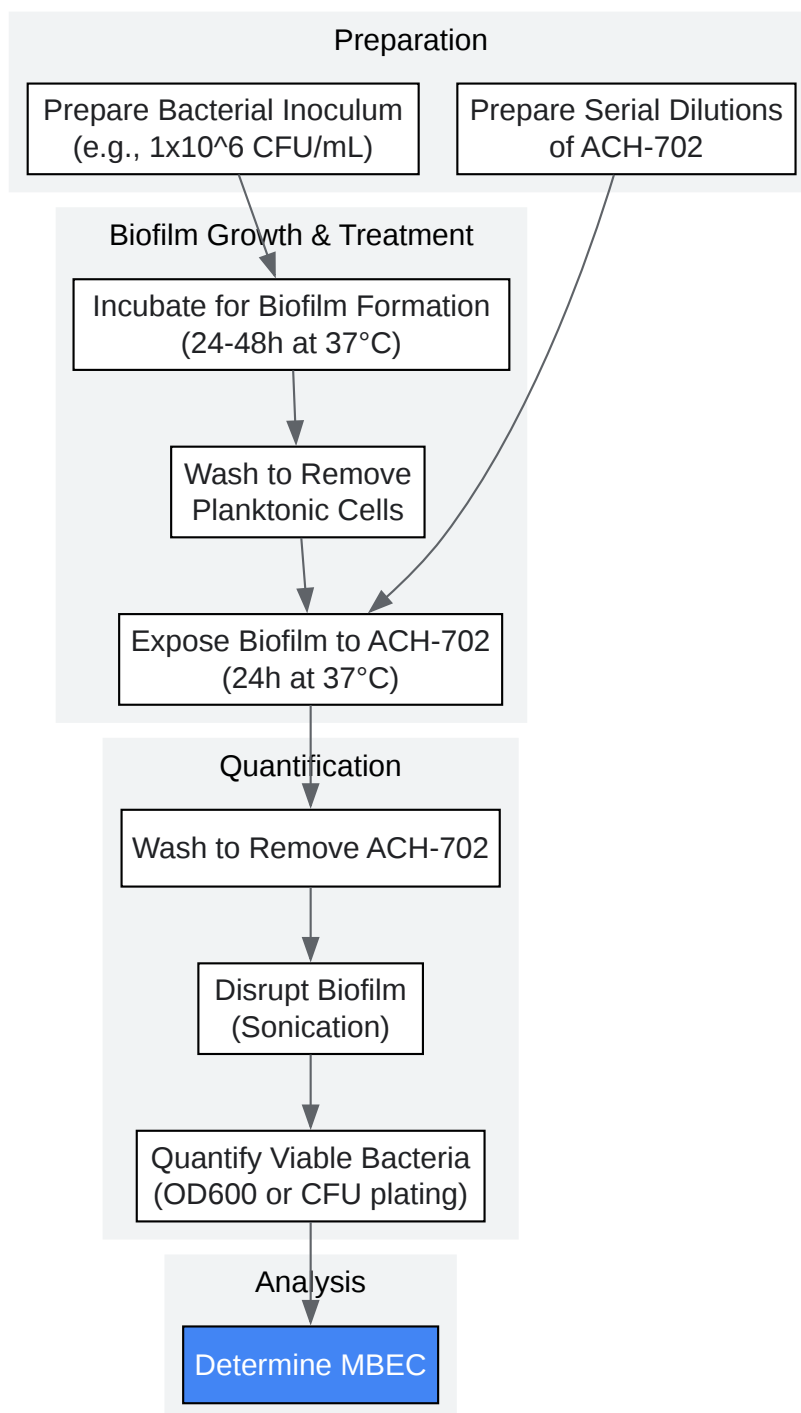 Preparation
Prepare Bacterial Inoculum
(e.g., 1x10^6 CFU/mL)
Prepare Serial Dilutions
of ACH-702
Biofilm Growth & Treatment
Incubate for Biofilm Formation
(24-48h at 37°C)
Wash to Remove
Planktonic Cells
Expose Biofilm to ACH-702
(24h at 37°C)
Quantification
Wash to Remove ACH-702
Disrupt Biofilm
(Sonication)
Quantify Viable Bacteria
(OD600 or CFU plating)
Analysis
Determine MBEC